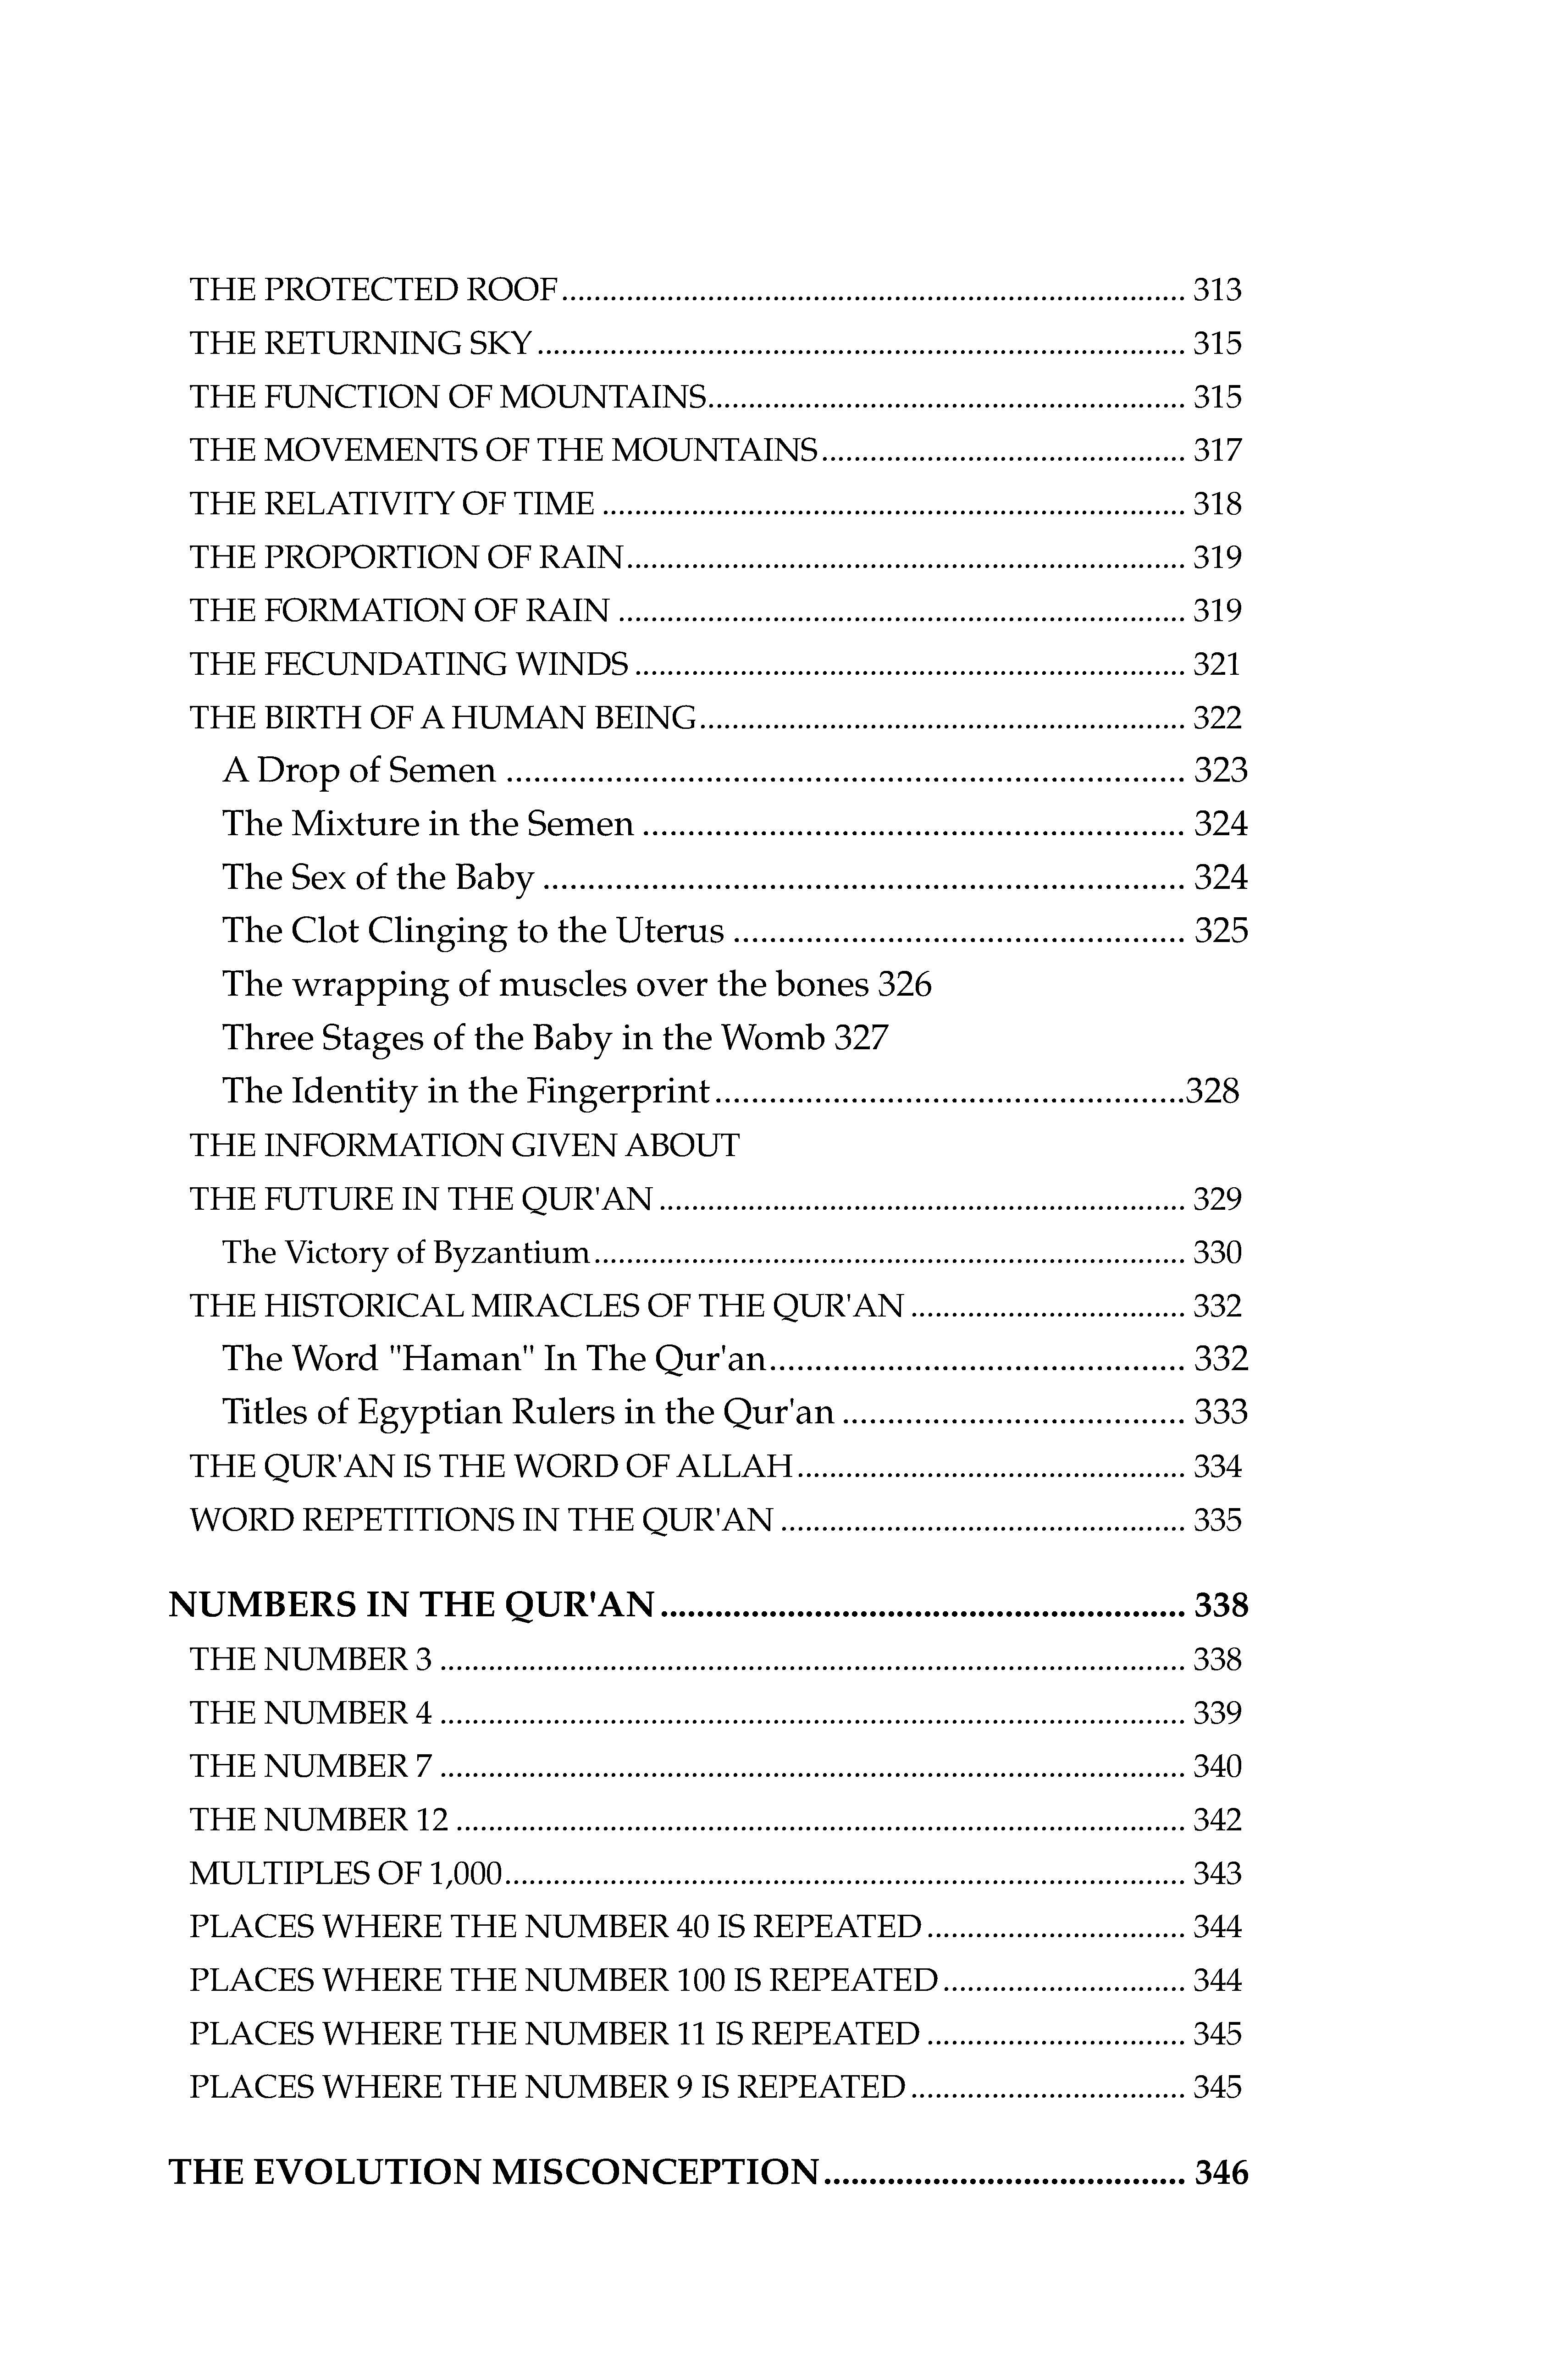 THE PROTECTED ROOF............................................................................ 313
THE RETURNING SKY............................................................................... 315
THE FUNCTION OF MOUNTAINS.......................................................... 315
THE MOVEMENTS OF THE MOUNTAINS............................................ 317
THE RELATIVITY OF TIME ....................................................................... 318
THE PROPORTION OF RAIN.................................................................... 319
THE FORMATION OF RAIN ..................................................................... 319
THE FECUNDATING WINDS ................................................................... 321
THE BIRTH OF A HUMAN BEING........................................................... 322
A Drop of Semen ........................................................................... 323
The Mixture in the Semen ............................................................ 324
The Sex of the Baby ....................................................................... 324
The Clot Clinging to the Uterus .................................................. 325
The wrapping of muscles over the bones 326
Three Stages of the Baby in the Womb 327
The Identity in the Fingerprint....................................................328
THE INFORMATION GIVEN ABOUT
THE FUTURE IN THE QUR'AN ................................................................ 329
The Victory of Byzantium........................................................................ 330
THE HISTORICAL MIRACLES OF THE QUR'AN ................................. 332
The Word "Haman" In The Qur'an.............................................. 332
Titles of Egyptian Rulers in the Qur'an ...................................... 333
THE QUR'AN IS THE WORD OF ALLAH............................................... 334
WORD REPETITIONS IN THE QUR'AN ................................................. 335
NUMBERS IN THE QUR'AN.......................................................... 338
THE NUMBER 3 ........................................................................................... 338
THE NUMBER 4 ........................................................................................... 339
THE NUMBER 7 ........................................................................................... 340
THE NUMBER 12 ......................................................................................... 342
MULTIPLES OF 1,000................................................................................... 343
PLACES WHERE THE NUMBER 40 IS REPEATED............................... 344
PLACES WHERE THE NUMBER 100 IS REPEATED............................. 344
PLACES WHERE THE NUMBER 11 IS REPEATED ............................... 345
PLACES WHERE THE NUMBER 9 IS REPEATED................................. 345
THE EVOLUTION MISCONCEPTION........................................ 346